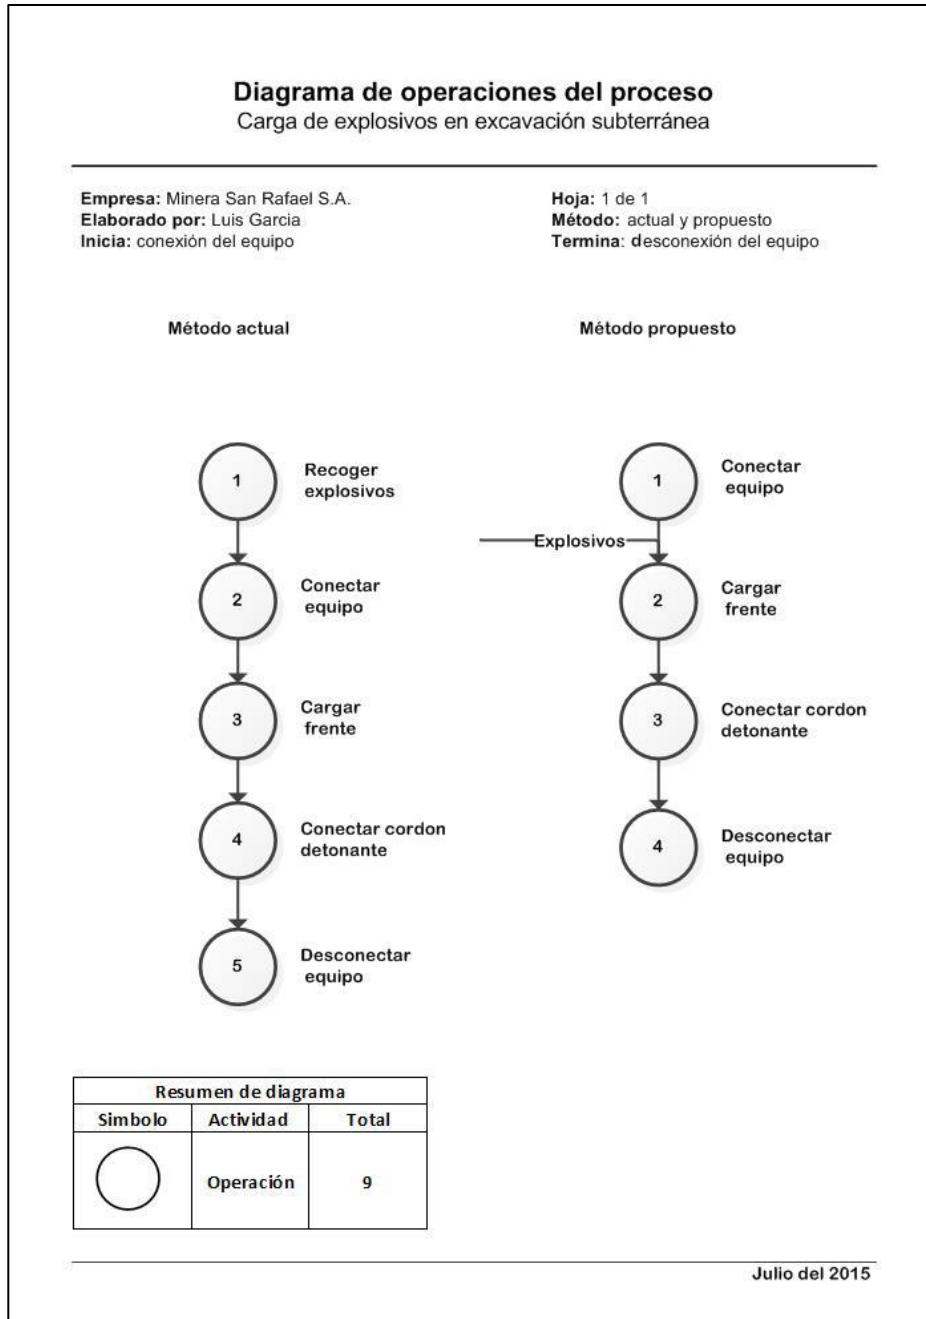 Diagrama de operaciones del proceso
Carga de explosivos en excavación subterránea
Empresa: Minera San Rafael S.A.
Elaborado por: Luis Garcia
Inicia: conexión del equipo
Hoja: 1 de 1
Método: actual y propuesto
Termina: desconexión del equipo
Método actual
1
Recoger
explosivos
2
Conectar
equipo
3
Cargar
frente
4
Conectar cordon
detonante
5
Desconectar
equipo
Método propuesto
1
Conectar
equipo
Explosivos
2
Cargar
frente
3
Conectar cordon
detonante
4
Desconectar
equipo
Resumen de diagrama
Simbolo Actividad Total
Operación 9
Julio del 2015